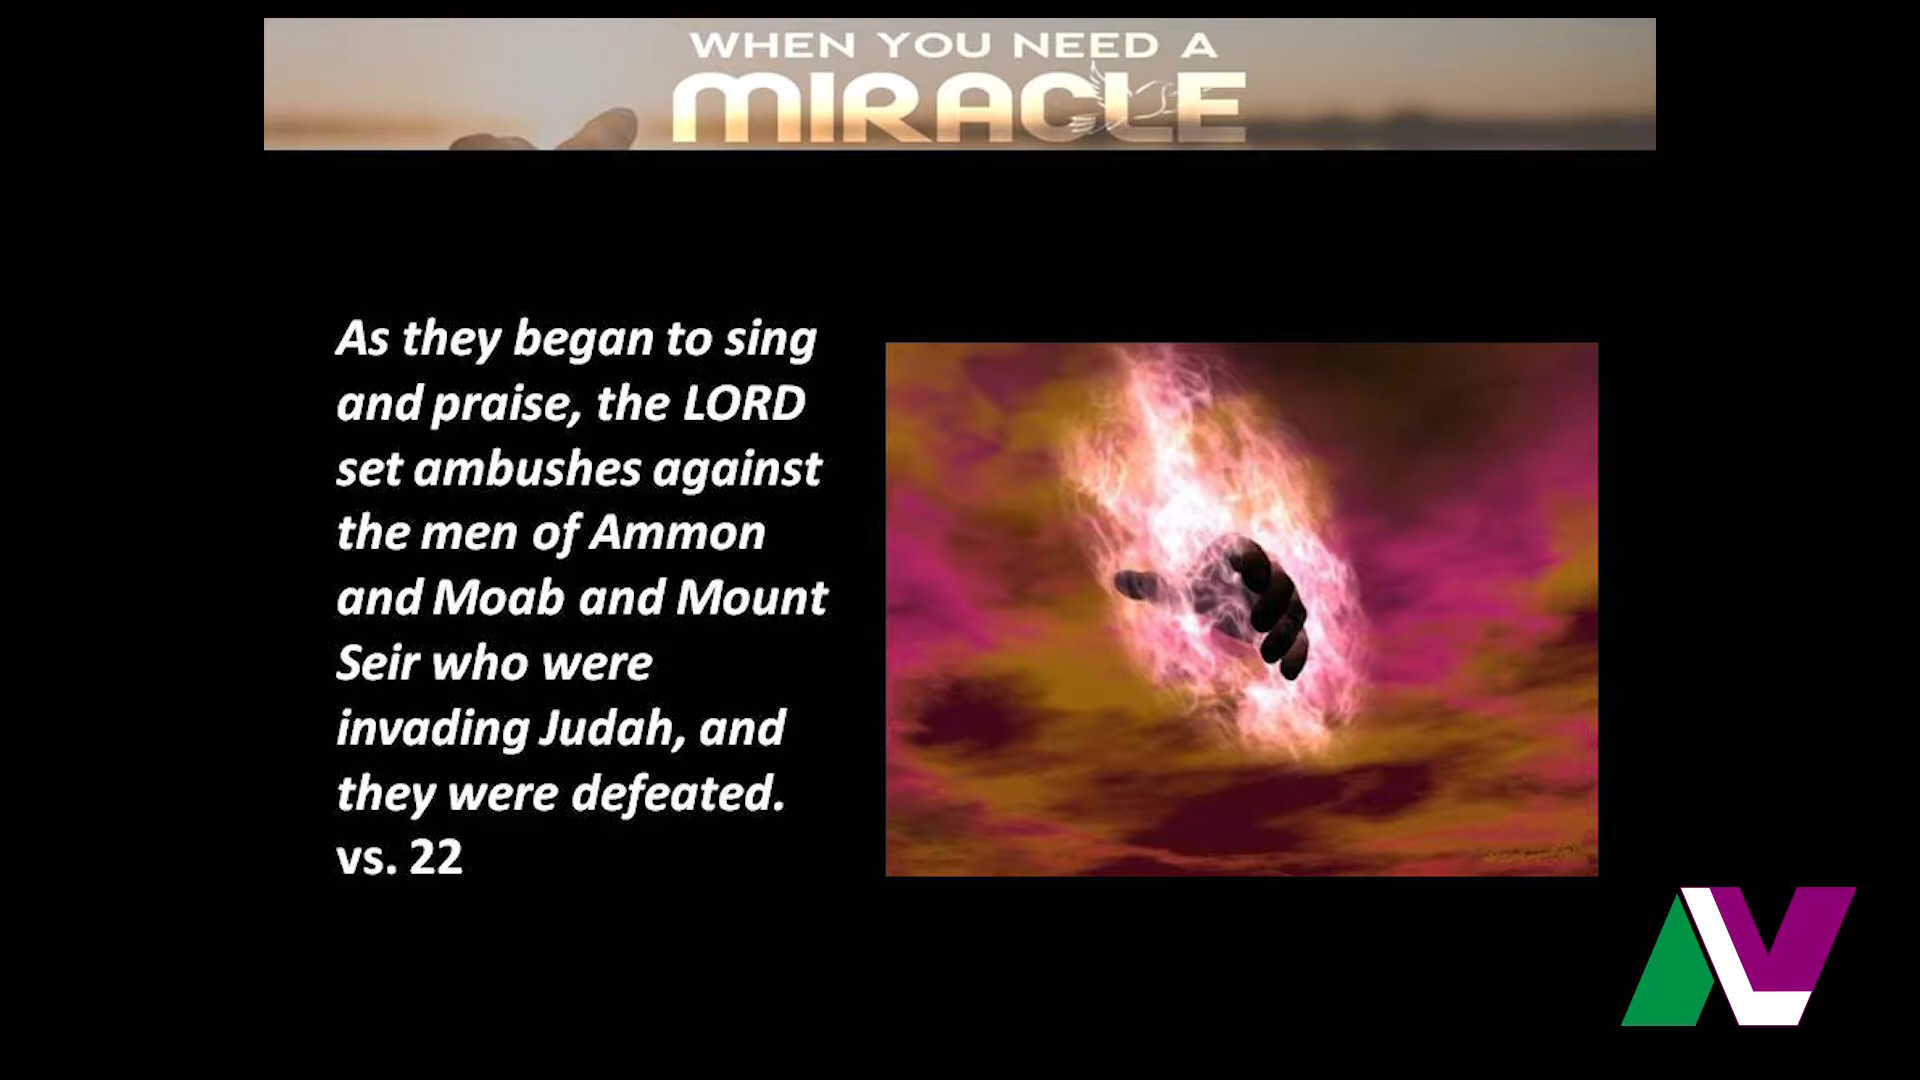 WHEN YOU NEED A
MIRACLE
As they began to sing
and praise, the LORD
set ambushes against
the men of Ammon
and Moab and Mount
Seir who were
invading Judah, and
they were defeated.
vs. 22